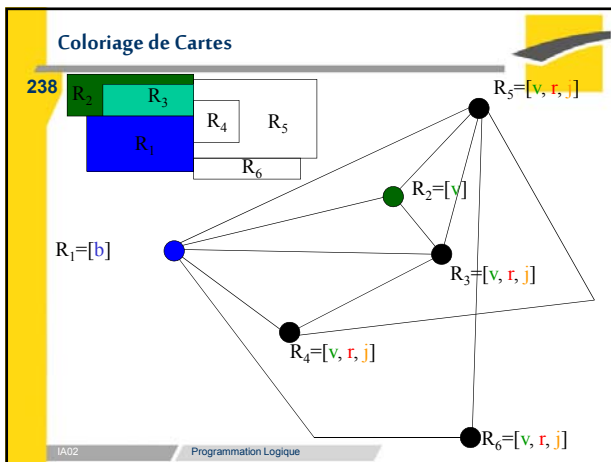 Coloriage de Cartes
238
R₂
R₃
R₄
R₅
R₁
R₆
R₅=[v, r, j]
R₂=[v]
R₁=[b]
R₃=[v, r, j]
R₄=[v, r, j]
R₆=[v, r, j]
IA02
Programmation Logique